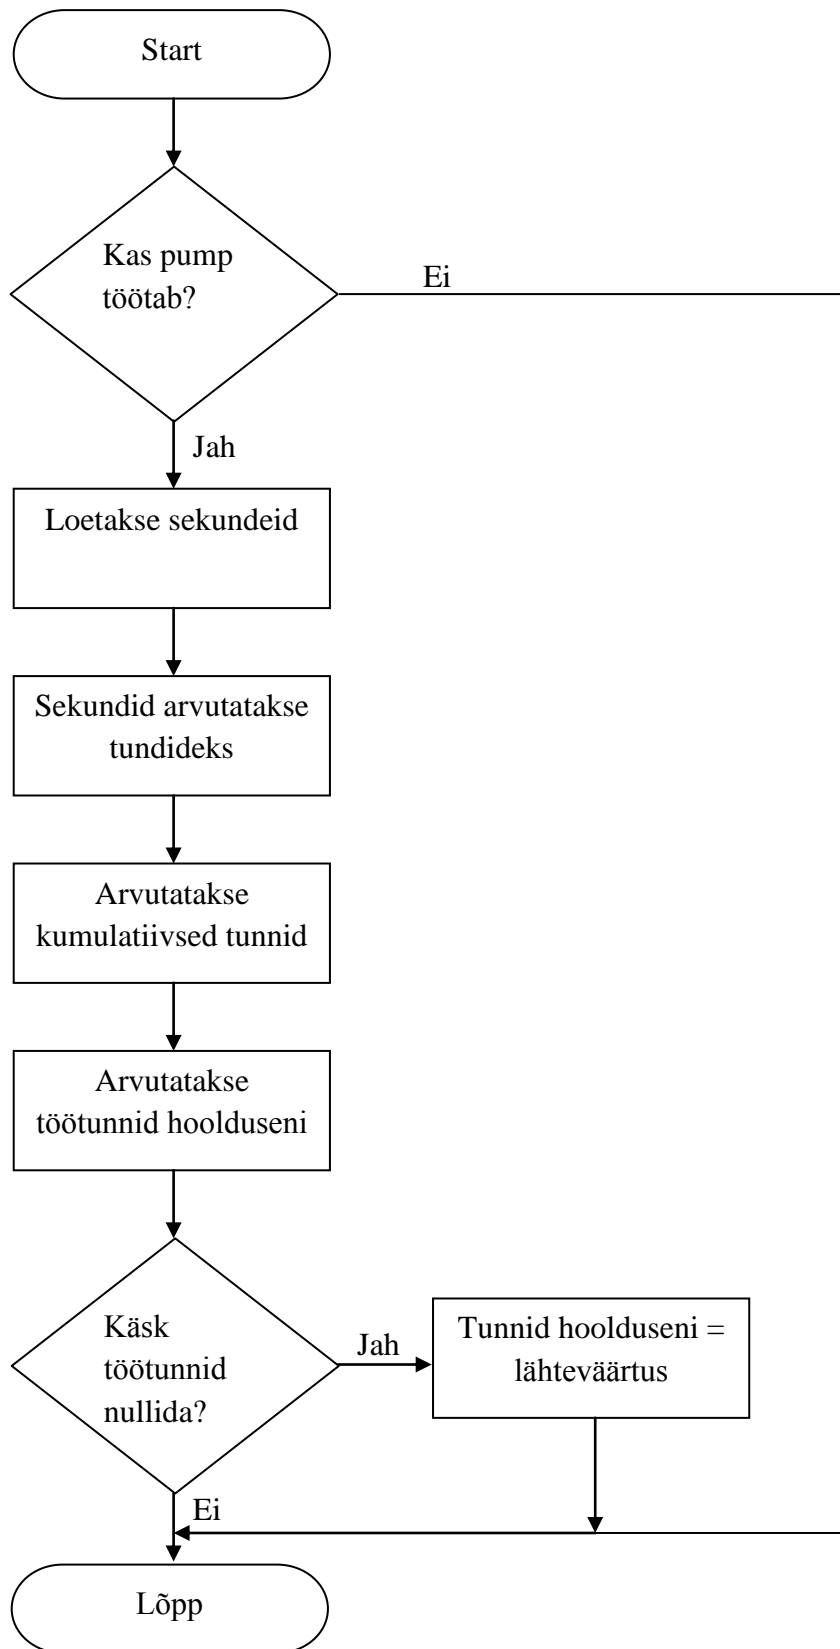 Start
Kas pump
töötab?
Ei
Jah
Loetakse sekundeid
Sekundid arvutatakse
tundideks
Arvutatakse
kumulatiivsed tunnid
Arvutatakse
töötunnid hoolduseni
Käsk
töötunnid
nullida?
Jah
Tunnid hoolduseni =
lähteväärtus
Ei
Lõpp